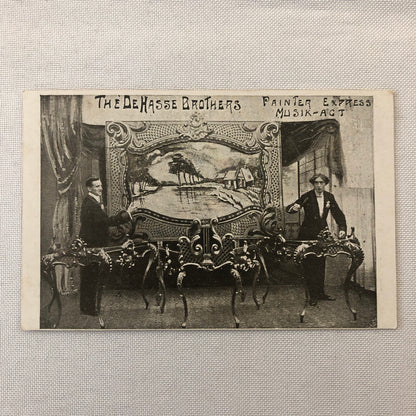 THE DEHASSE BROTHERS
PAINTER EXPRESS
MUSIK-ACT